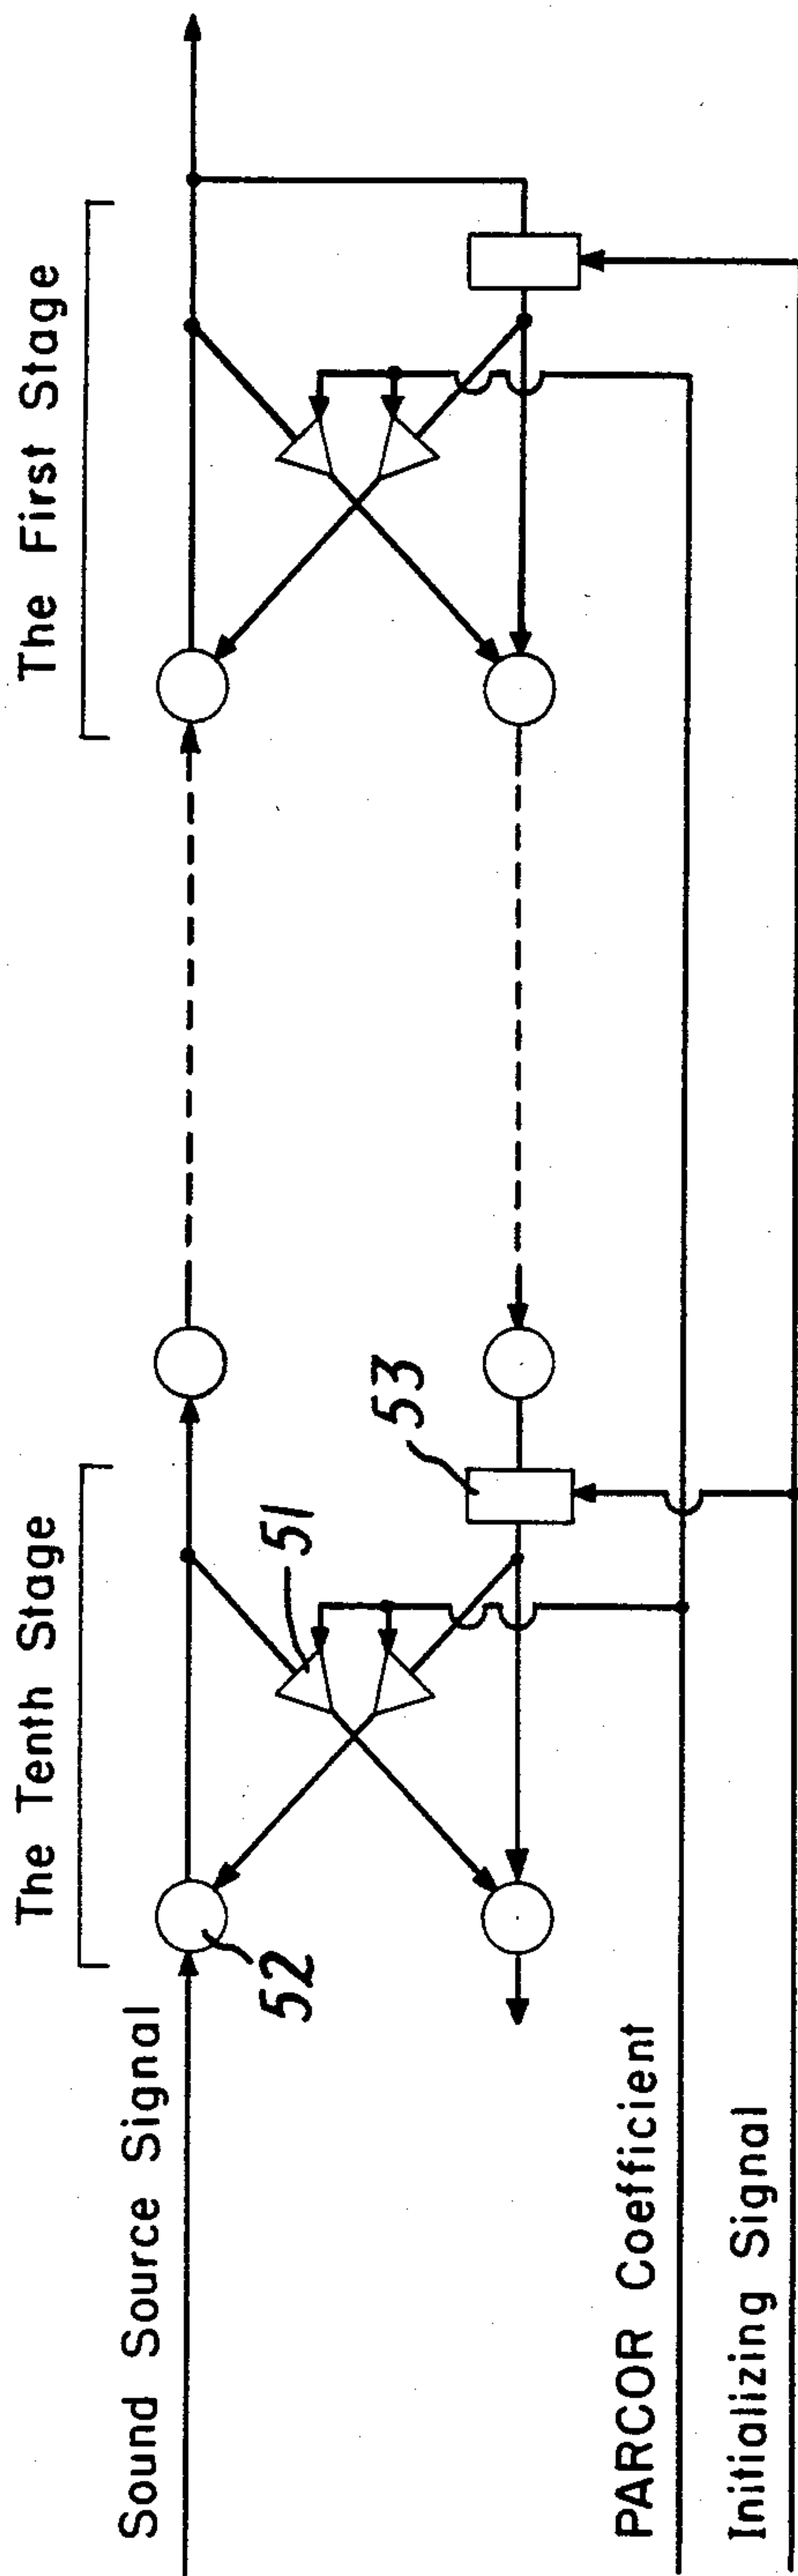 The Tenth Stage
The First Stage
Sound Source Signal
51
52
53
PARCOR Coefficient
Initializing Signal